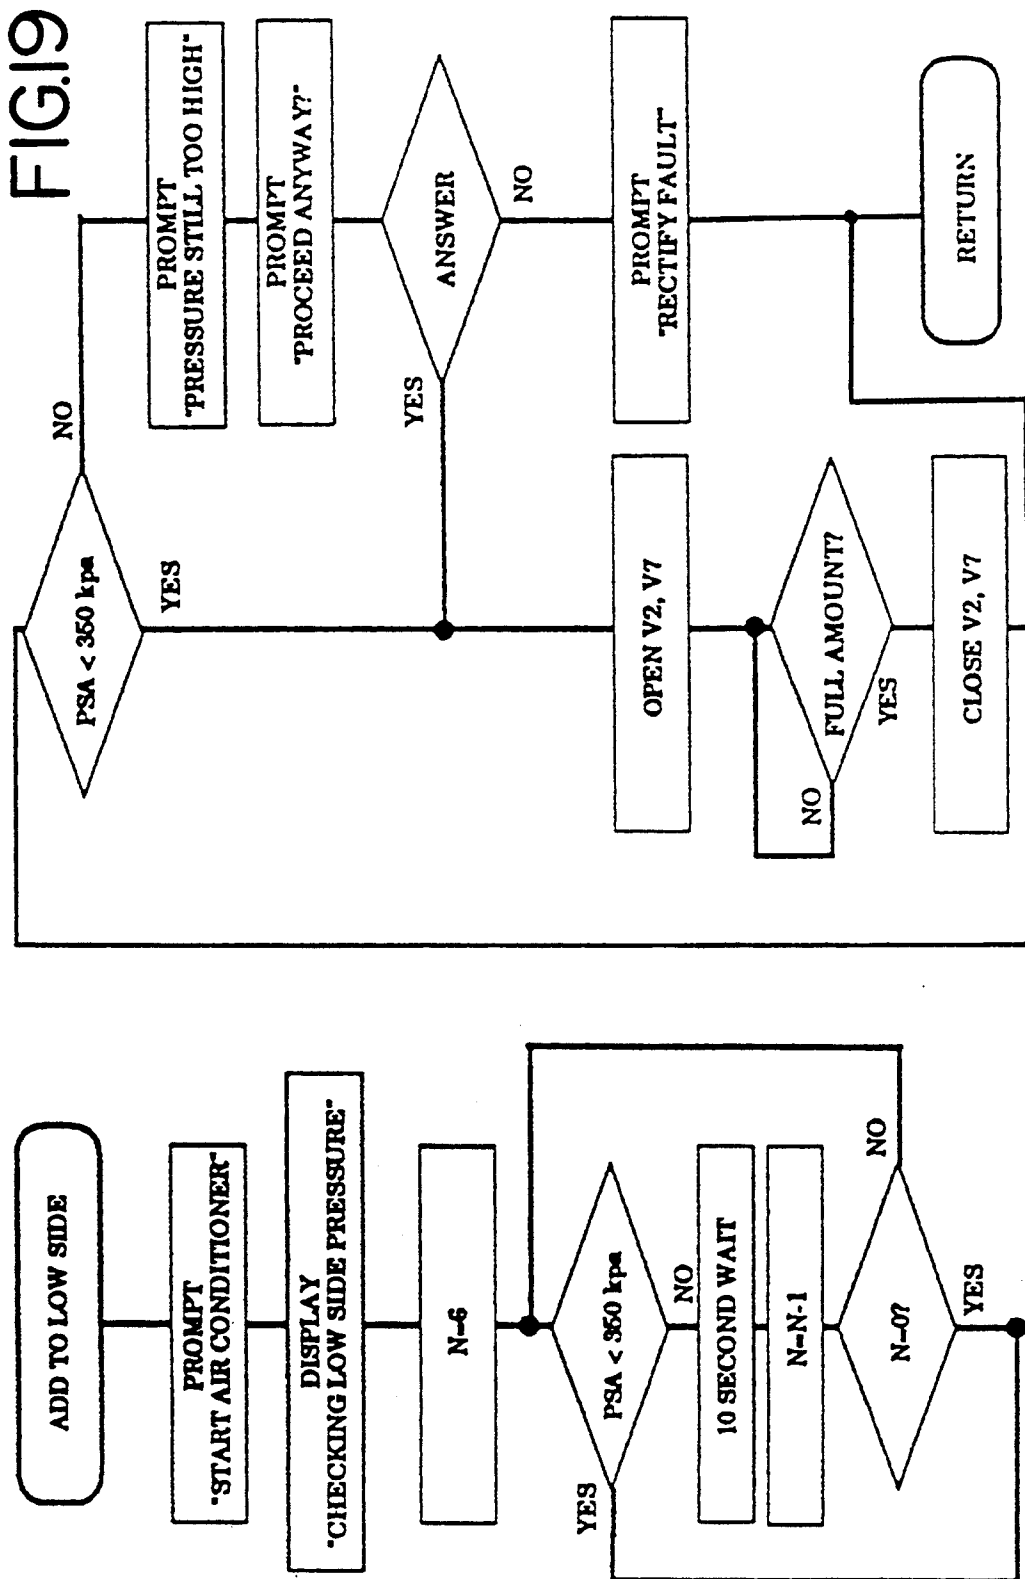 FIG.19
ADD TO LOW SIDE
PROMPT
"START AIR CONDITIONER"
DISPLAY
"CHECKING LOW SIDE PRESSURE"
N=6
PSA < 350 kpa
YES
NO
10 SECOND WAIT
N=N-1
N=0?
NO
YES
PSA < 350 kpa
NO
YES
PROMPT
"PRESSURE STILL TOO HIGH"
PROMPT
"PROCEED ANYWAY?"
ANSWER
YES
NO
PROMPT
"RECTIFY FAULT"
OPEN V2, V7
FULL AMOUNT?
NO
YES
CLOSE V2, V7
RETURN